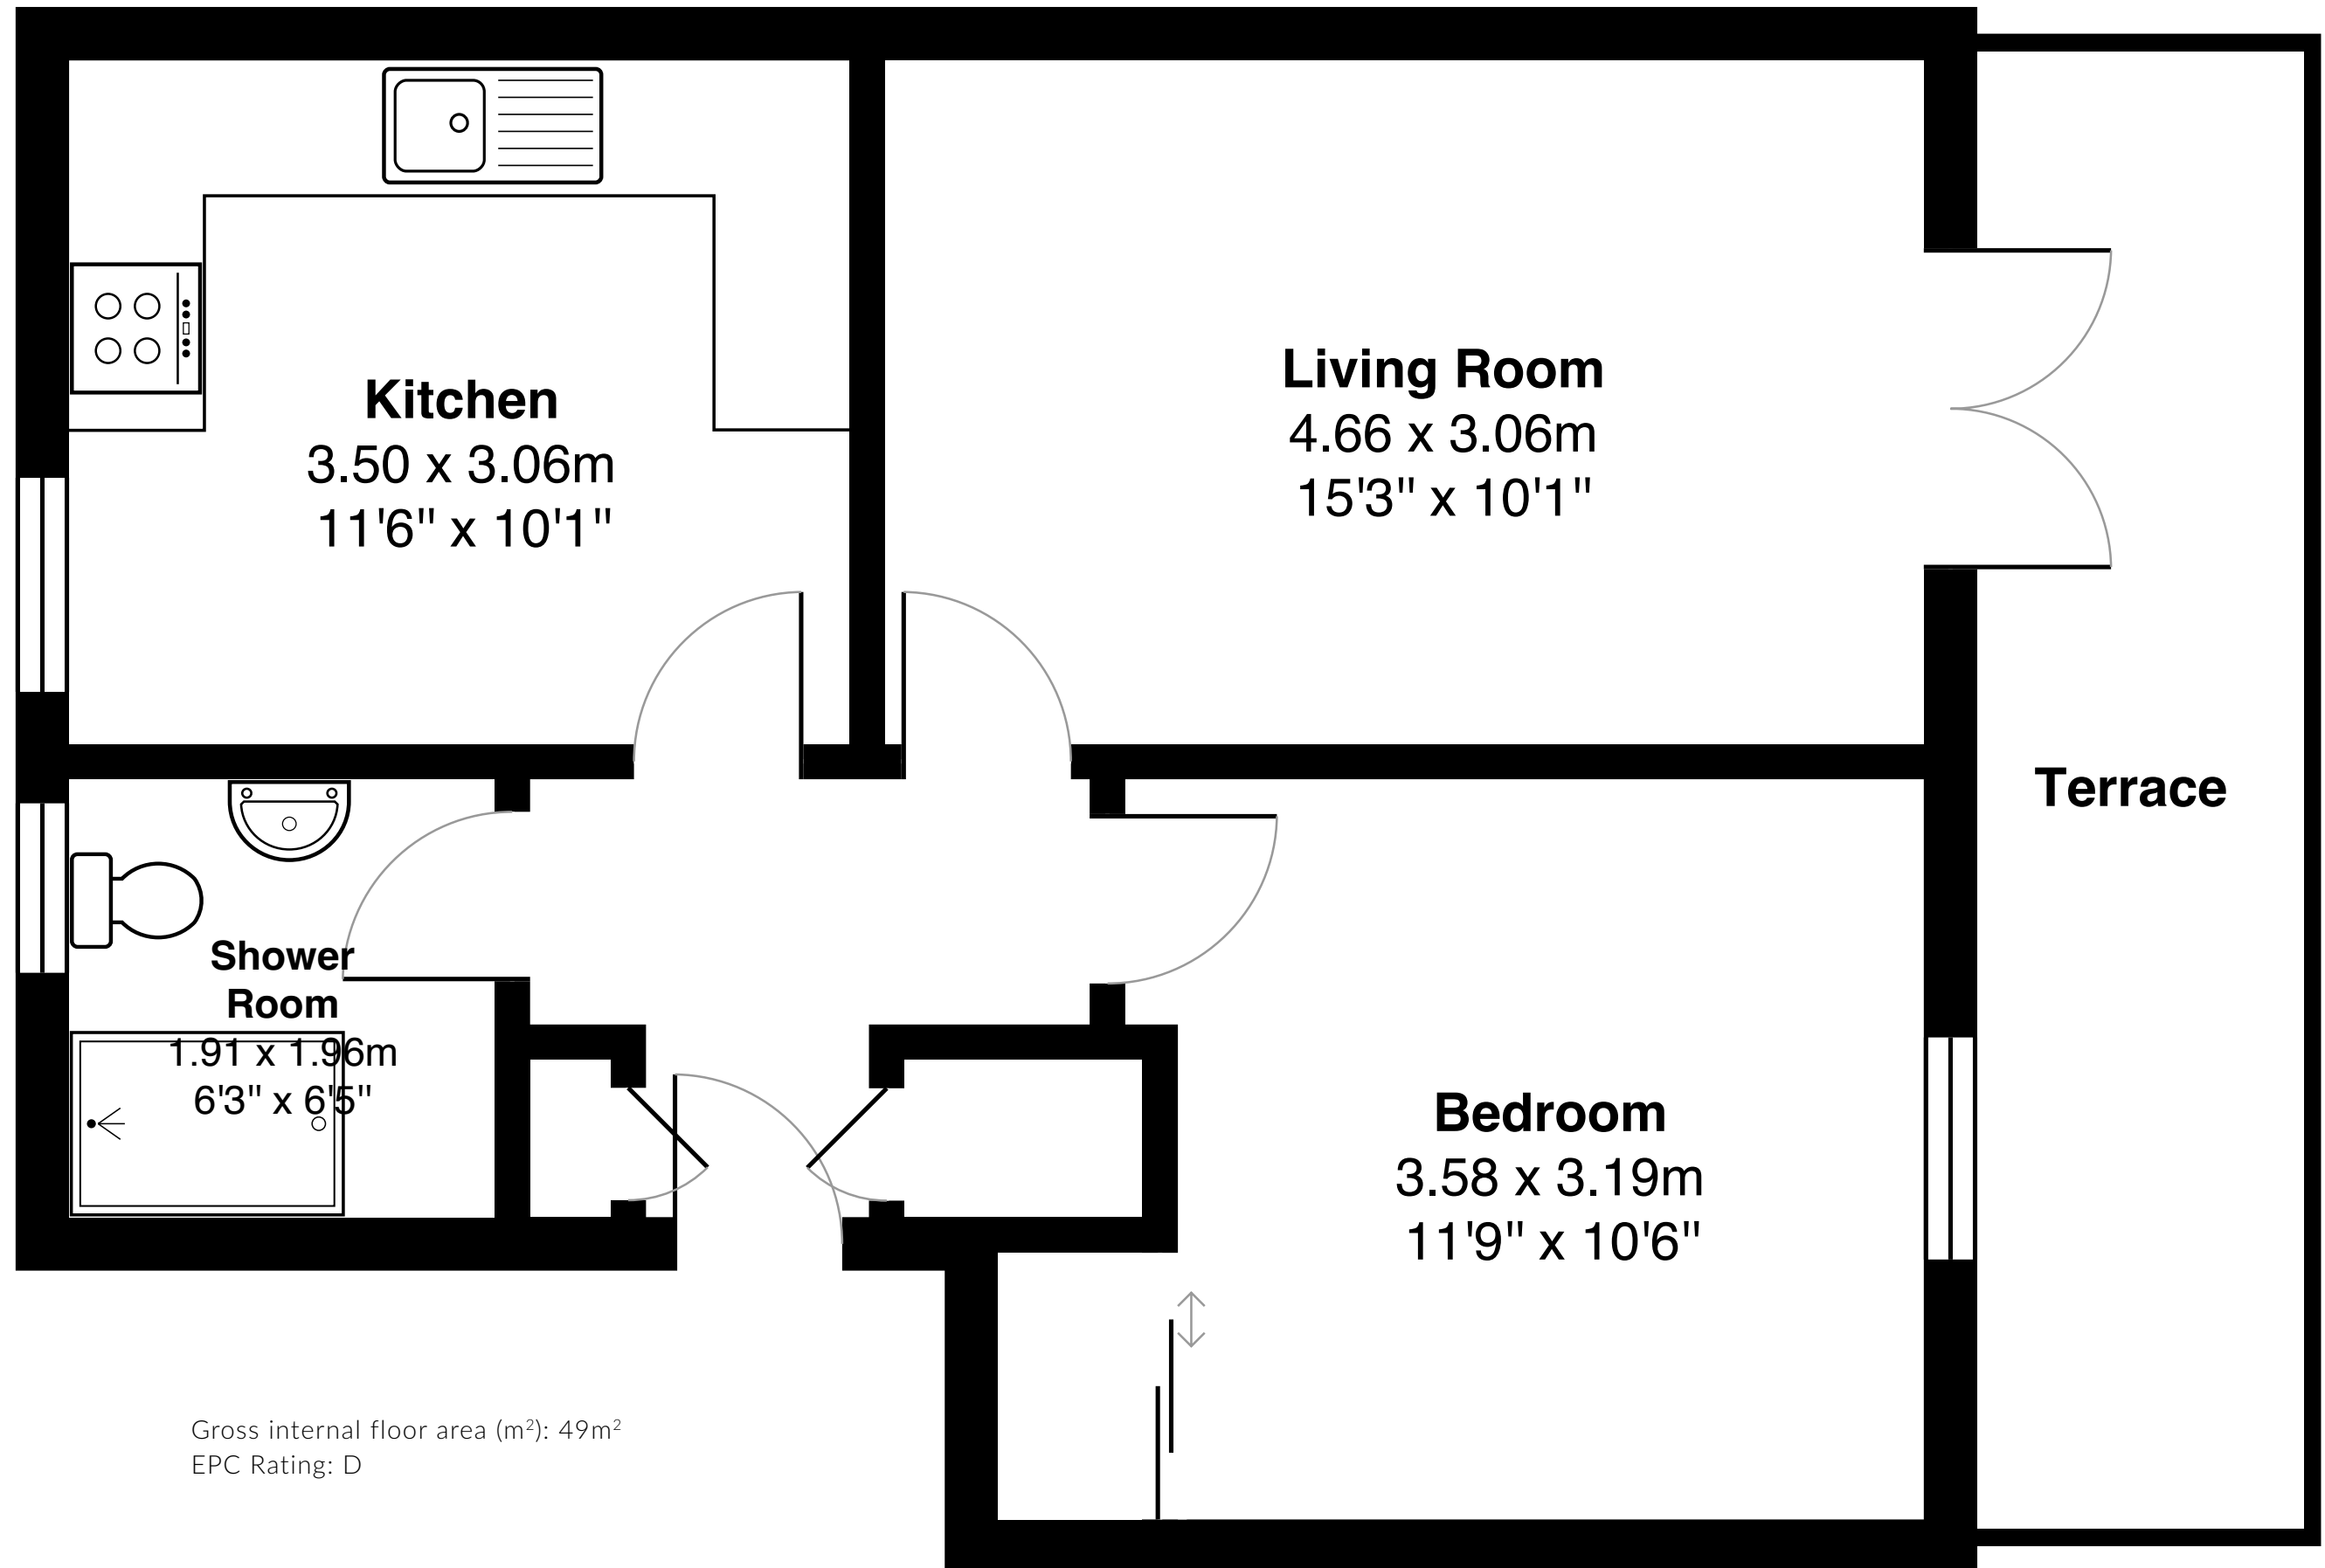 Kitchen
3.50 x 3.06m
11'6" x 10'1"
Living Room
4.66 x 3.06m
15'3" x 10'1"
Terrace
Shower
Room
1.91 x 1.96m
6'3" x 6'5"
Bedroom
3.58 x 3.19m
11'9" x 10'6"
Gross internal floor area (m²): 49m²
EPC Rating: D